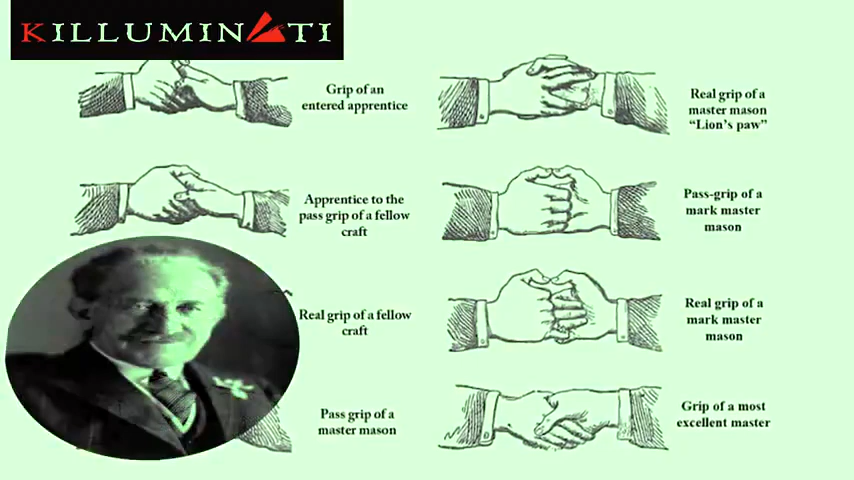 KILLUMINATI
Grip of an
entered apprentice
Apprentice to the
pass grip of a fellow
craft
Real grip of a fellow
craft
Pass grip of a
master mason
Real grip of a
master mason
“Lion’s paw”
Pass-grip of a
mark master
mason
Real grip of a
mark master
mason
Grip of a most
excellent master